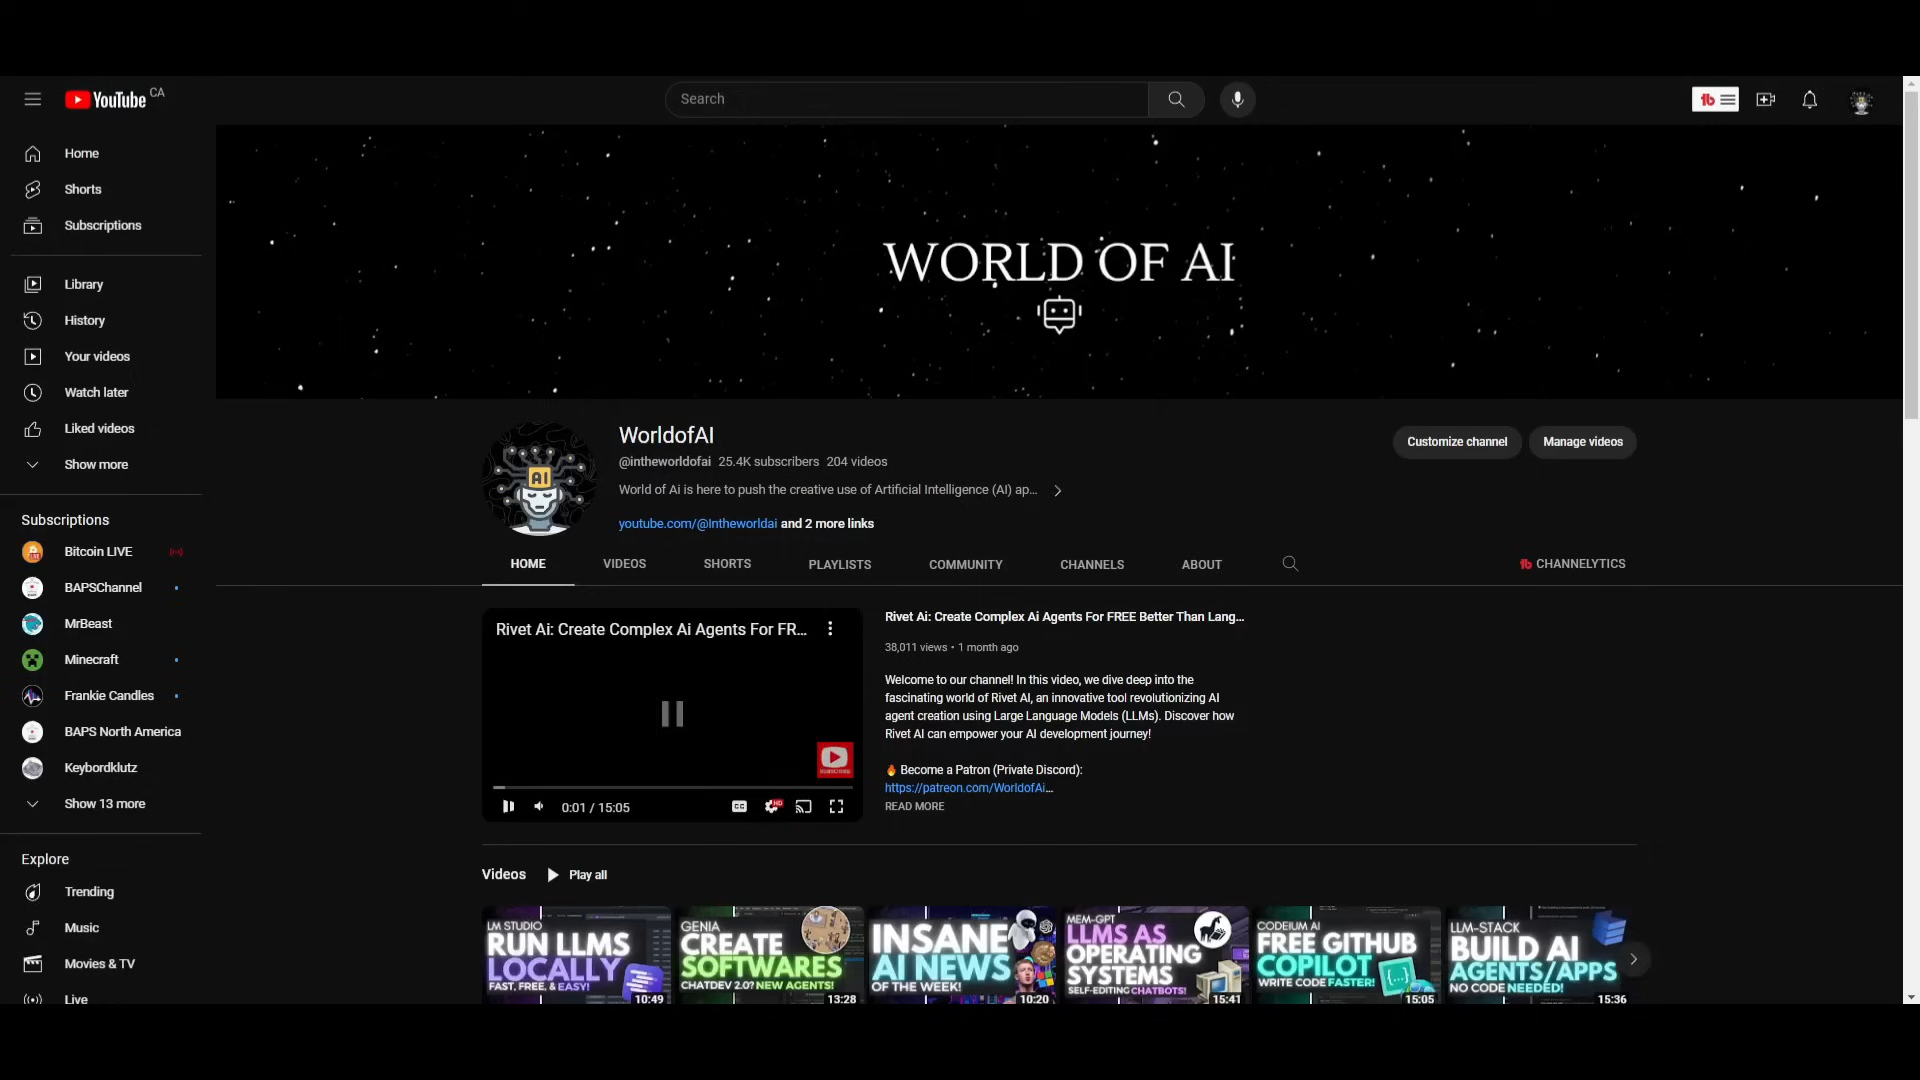 YouTube CA
Search
Home
Shorts
Subscriptions
Library
History
Your videos
Watch later
Liked videos
Show more
Subscriptions
Bitcoin LIVE
BAPSChannel
MrBeast
Minecraft
Frankie Candles
BAPS North America
Keybordklutz
Show 13 more
Explore
Trending
Music
Movies & TV
Live
WORLD OF AI
AI
WorldofAI
@intheworldofai 25.4K subscribers 204 videos
World of Ai is here to push the creative use of Artificial Intelligence (AI) ap...
youtube.com/@Intheworldai and 2 more links
Customize channel
Manage videos
HOME VIDEOS SHORTS PLAYLISTS COMMUNITY CHANNELS ABOUT
CHANNELYTICS
Rivet Ai: Create Complex Ai Agents For FR...
0:01 / 15:05
CC
HD
Rivet Ai: Create Complex Ai Agents For FREE Better Than Lang...
38,011 views • 1 month ago
Welcome to our channel! In this video, we dive deep into the
fascinating world of Rivet AI, an innovative tool revolutionizing AI
agent creation using Large Language Models (LLMs). Discover how
Rivet AI can empower your AI development journey!
🔥 Become a Patron (Private Discord):
https://patreon.com/WorldofAi...
READ MORE
Videos
Play all
LM STUDIO
RUN LLMS
LOCALLY
FAST, FREE, & EASY!
10:49
GENIA
CREATE
SOFTWARES
CHATDEV 2.0? NEW AGENTS!
13:28
INSANE
AI NEWS
OF THE WEEK!
10:20
MEM-GPT
LLMS AS
OPERATING
SYSTEMS
SELF-EDITING CHATBOTS!
15:41
CODEIUM AI
FREE GITHUB
COPILOT
WRITE CODE FASTER!
15:05
LLM-STACK
BUILD AI
AGENTS/APPS
NO CODE NEEDED!
15:36